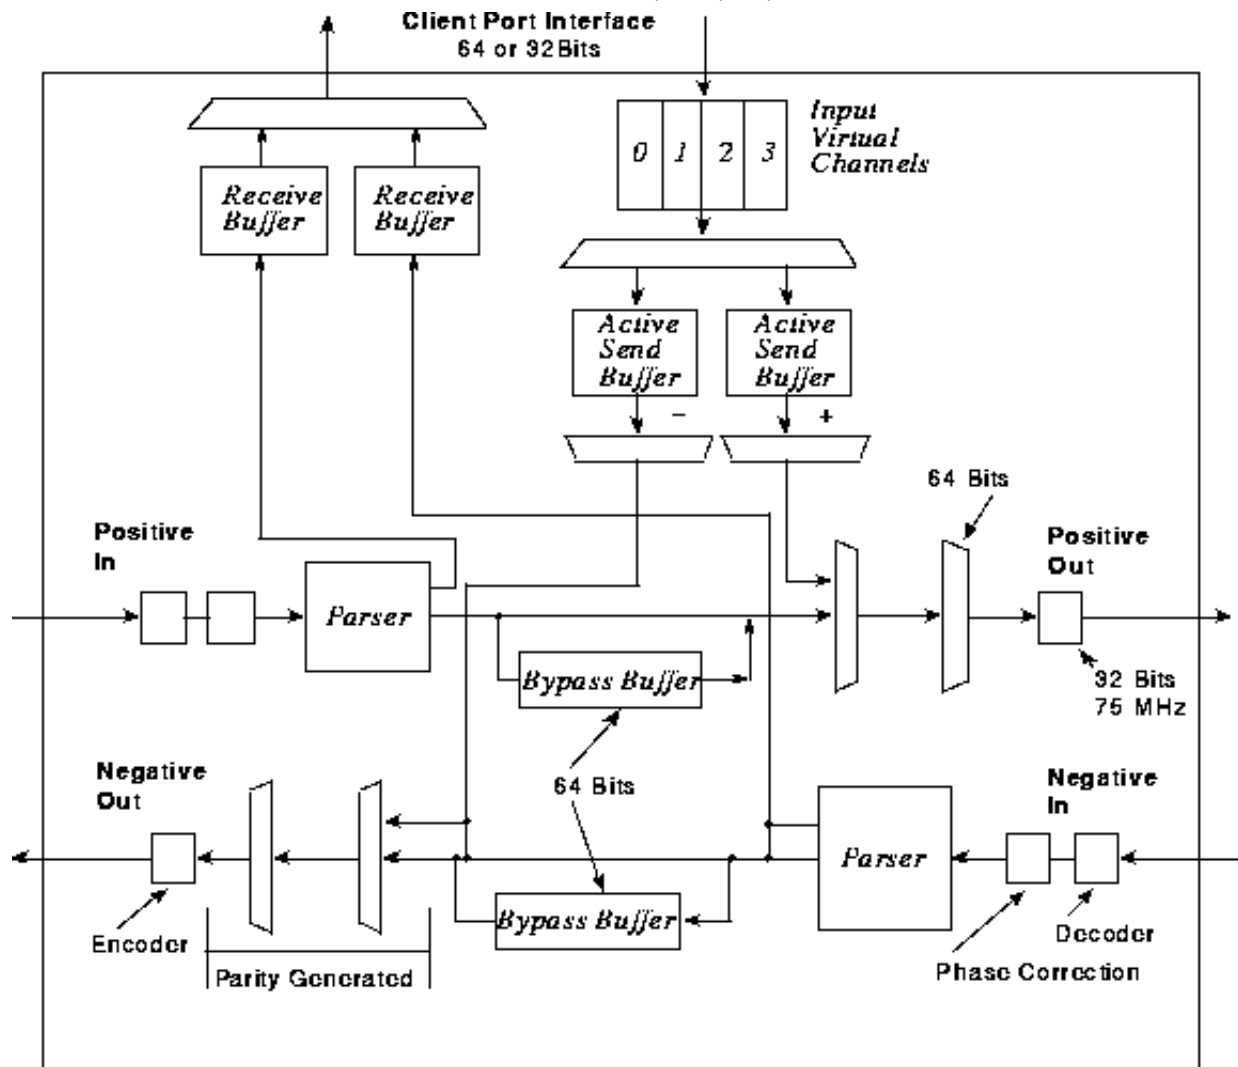 Client Port Interface
64 or 32Bits
Input
Virtual
Channels
0 1 2 3
Receive
Buffer
Receive
Buffer
Active
Send
Buffer
Active
Send
Buffer
-
+
64 Bits
Positive
In
Positive
Out
Parser
Bypass Buffer
32 Bits
75 MHz
Negative
Out
64 Bits
Negative
In
Parser
Bypass Buffer
Encoder
Decoder
Parity Generated
Phase Correction